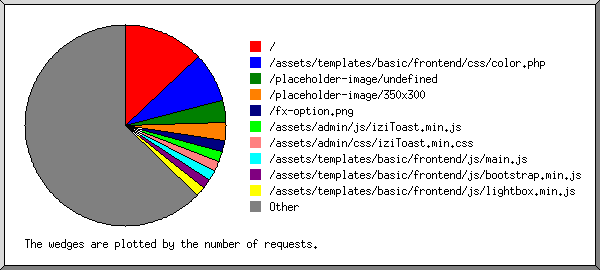 /
/assets/templates/basic/frontend/css/color.php
/placeholder-image/undefined
/placeholder-image/350x300
/fx-option.png
/assets/admin/js/iziToast.min.js
/assets/admin/css/iziToast.min.css
/assets/templates/basic/frontend/js/main.js
/assets/templates/basic/frontend/js/bootstrap.min.js
/assets/templates/basic/frontend/js/lightbox.min.js
Other
The wedges are plotted by the number of requests.